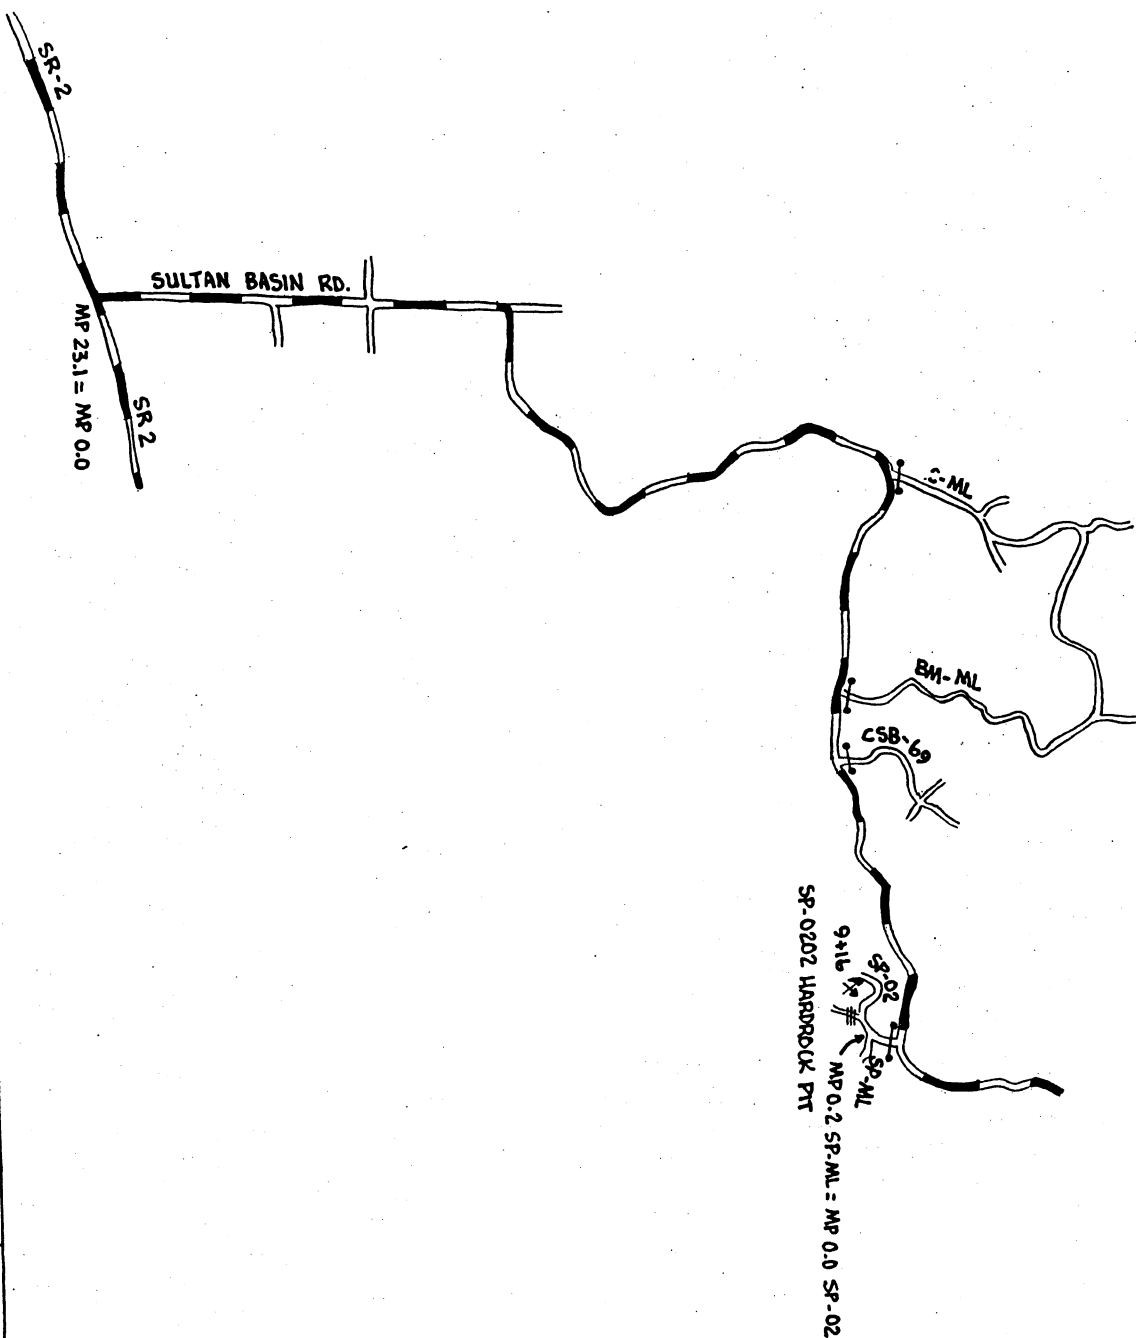 SR-2
SULTAN BASIN RD.
MP 23.1 = MP 0.0
SR 2
-ML
BM-ML
CSB-69
SP-02
9+16
SP-ML
MP 0.2 SP-ML = MP 0.0 SP-02
SP-0202 HARDROCK PIT